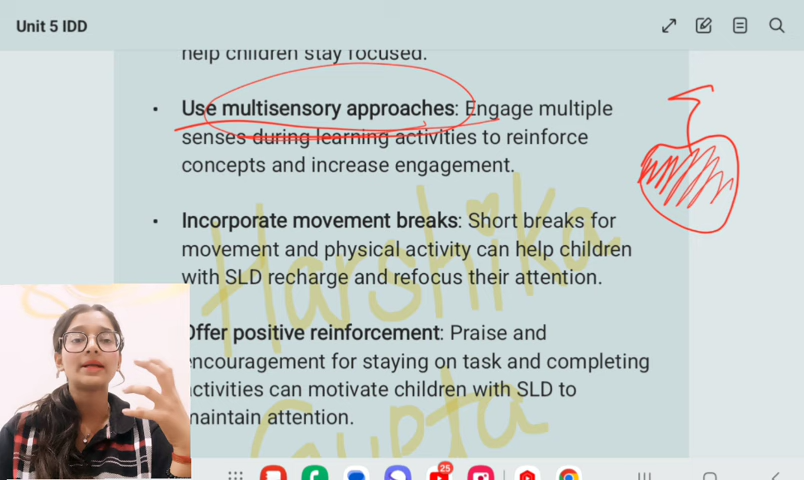 Unit 5 IDD
help children stay focused.
• Use multisensory approaches: Engage multiple
senses during learning activities to reinforce
concepts and increase engagement.
• Incorporate movement breaks: Short breaks for
movement and physical activity can help children
with SLD recharge and refocus their attention.
Offer positive reinforcement: Praise and
encouragement for staying on task and completing
activities can motivate children with SLD to
maintain attention.
Harshika
Gupta
25